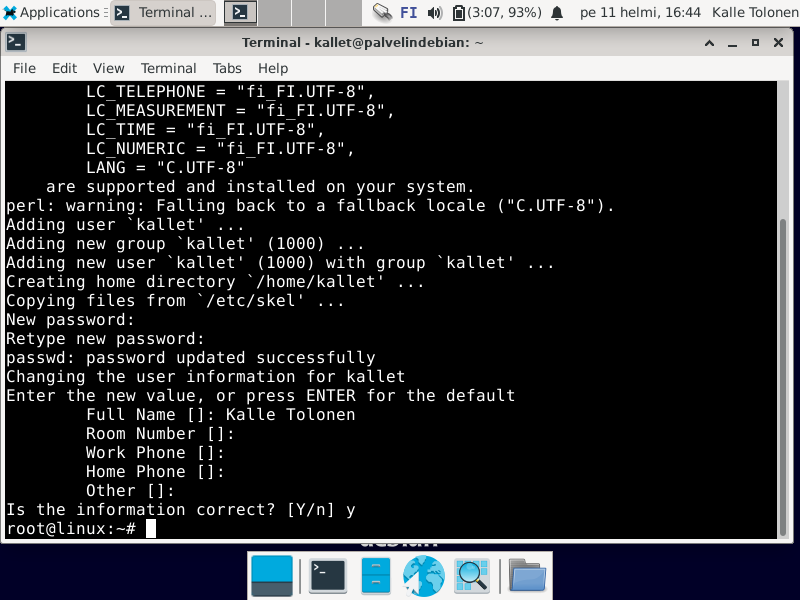 Applications
Terminal ...
FI
(3:07, 93%)
pe 11 helmi, 16:44
Kalle Tolonen
Terminal - kallet@palvelindebian: ~
File Edit View Terminal Tabs Help
LC_TELEPHONE = "fi_FI.UTF-8",
LC_MEASUREMENT = "fi_FI.UTF-8",
LC_TIME = "fi_FI.UTF-8",
LC_NUMERIC = "fi_FI.UTF-8",
LANG = "C.UTF-8"
are supported and installed on your system.
perl: warning: Falling back to a fallback locale ("C.UTF-8").
Adding user `kallet' ...
Adding new group `kallet' (1000) ...
Adding new user `kallet' (1000) with group `kallet' ...
Creating home directory `/home/kallet' ...
Copying files from `/etc/skel' ...
New password:
Retype new password:
passwd: password updated successfully
Changing the user information for kallet
Enter the new value, or press ENTER for the default
Full Name []: Kalle Tolonen
Room Number []:
Work Phone []:
Home Phone []:
Other []:
Is the information correct? [Y/n] y
root@linux:~#